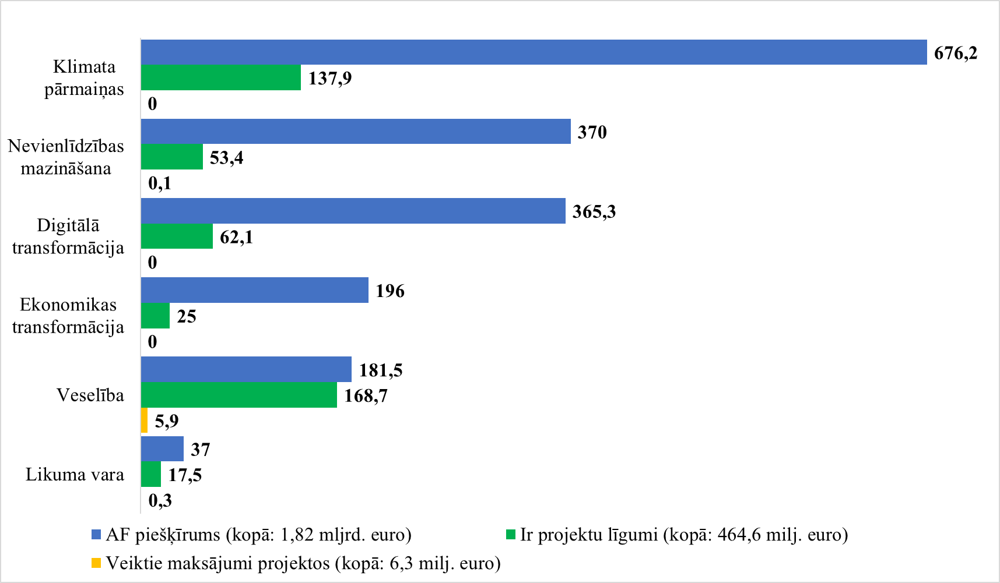 Klimata
pārmaiņas
676,2
137,9
0
Nevienlīdzības
mazināšana
370
53,4
0,1
Digitālā
transformācija
365,3
62,1
0
Ekonomikas
transformācija
196
25
0
Veselība
181,5
168,7
5,9
Likuma vara
37
17,5
0,3
AF piešķīrums (kopā: 1,82 mljrd. euro)
Ir projektu līgumi (kopā: 464,6 milj. euro)
Veiktie maksājumi projektos (kopā: 6,3 milj. euro)